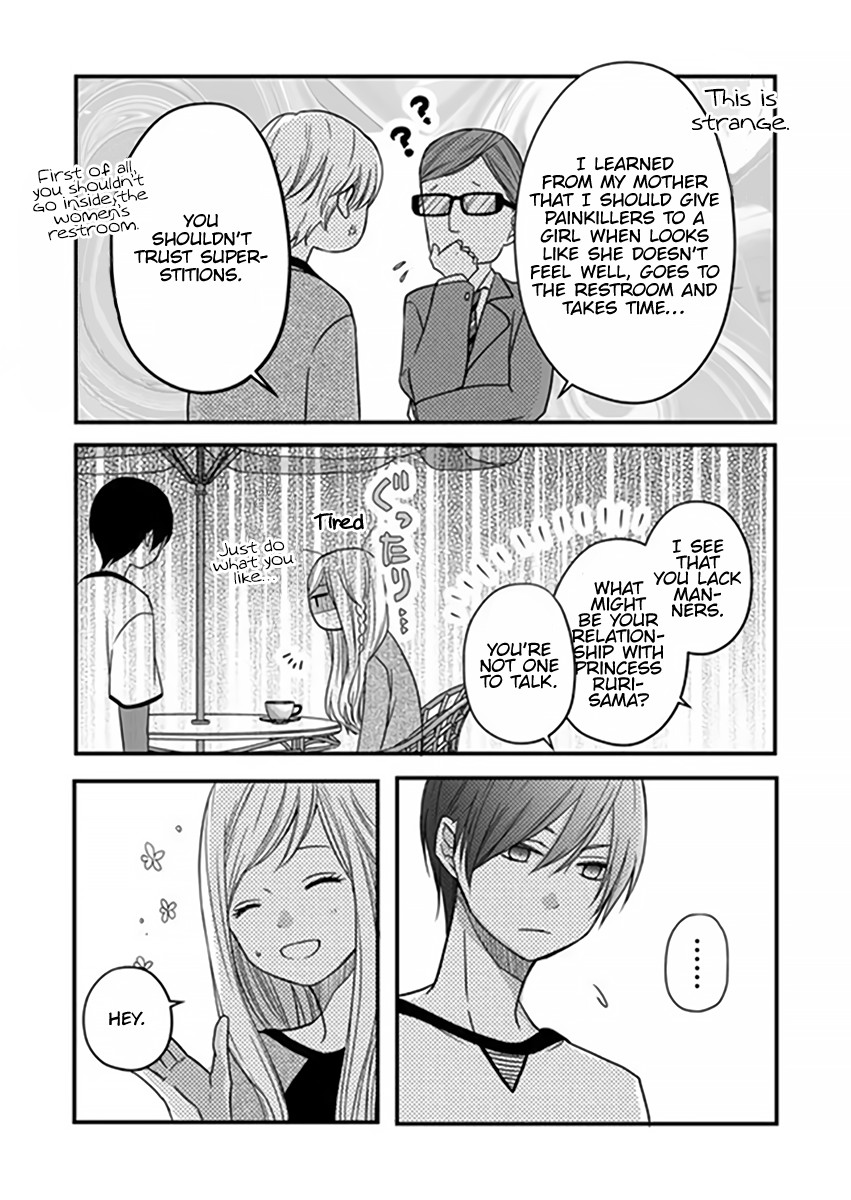 This is
strange.
I LEARNED
FROM MY MOTHER
THAT I SHOULD GIVE
PAINKILLERS TO A
GIRL WHEN LOOKS
LIKE SHE DOESN'T
FEEL WELL, GOES TO
THE RESTROOM AND
TAKES TIME...
? ?
YOU
SHOULDN'T
TRUST SUPER-
STITIONS.
First of all,
you shouldn't
go inside the
women's
restroom.
I SEE
THAT
YOU LACK
MAN-
NERS.
WHAT
MIGHT
BE YOUR
RELATION-
SHIP WITH
PRINCESS
RURI-
SAMA?
YOU'RE
NOT ONE
TO TALK.
ぐったり...
Tired
Just do
what you
like...
......
HEY.